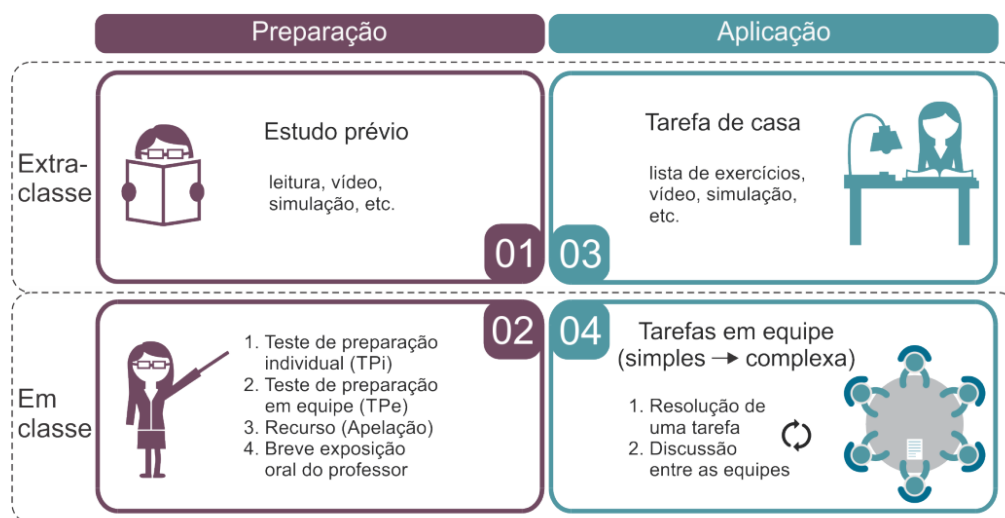 Preparação
Aplicação
Extra-
classe
Estudo prévio
leitura, vídeo,
simulação, etc.
01
Tarefa de casa
lista de exercícios,
vídeo, simulação,
etc.
03
Em
classe
02
1. Teste de preparação
individual (TPi)
2. Teste de preparação
em equipe (TPe)
3. Recurso (Apelação)
4. Breve exposição
oral do professor
04
Tarefas em equipe
(simples → complexa)
1. Resolução de
uma tarefa
2. Discussão
entre as equipes